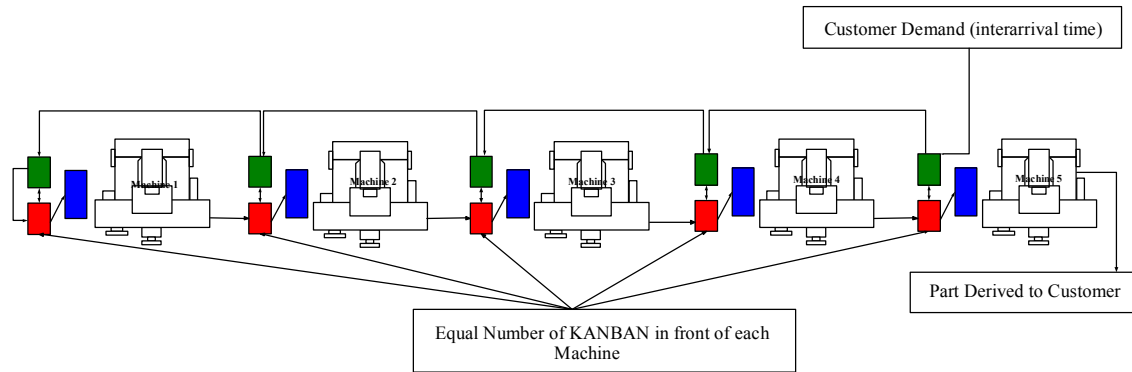 Customer Demand (interarrival time)
Machine 1
Machine 2
Machine 3
Machine 4
Machine 5
Part Derived to Customer
Equal Number of KANBAN in front of each
Machine